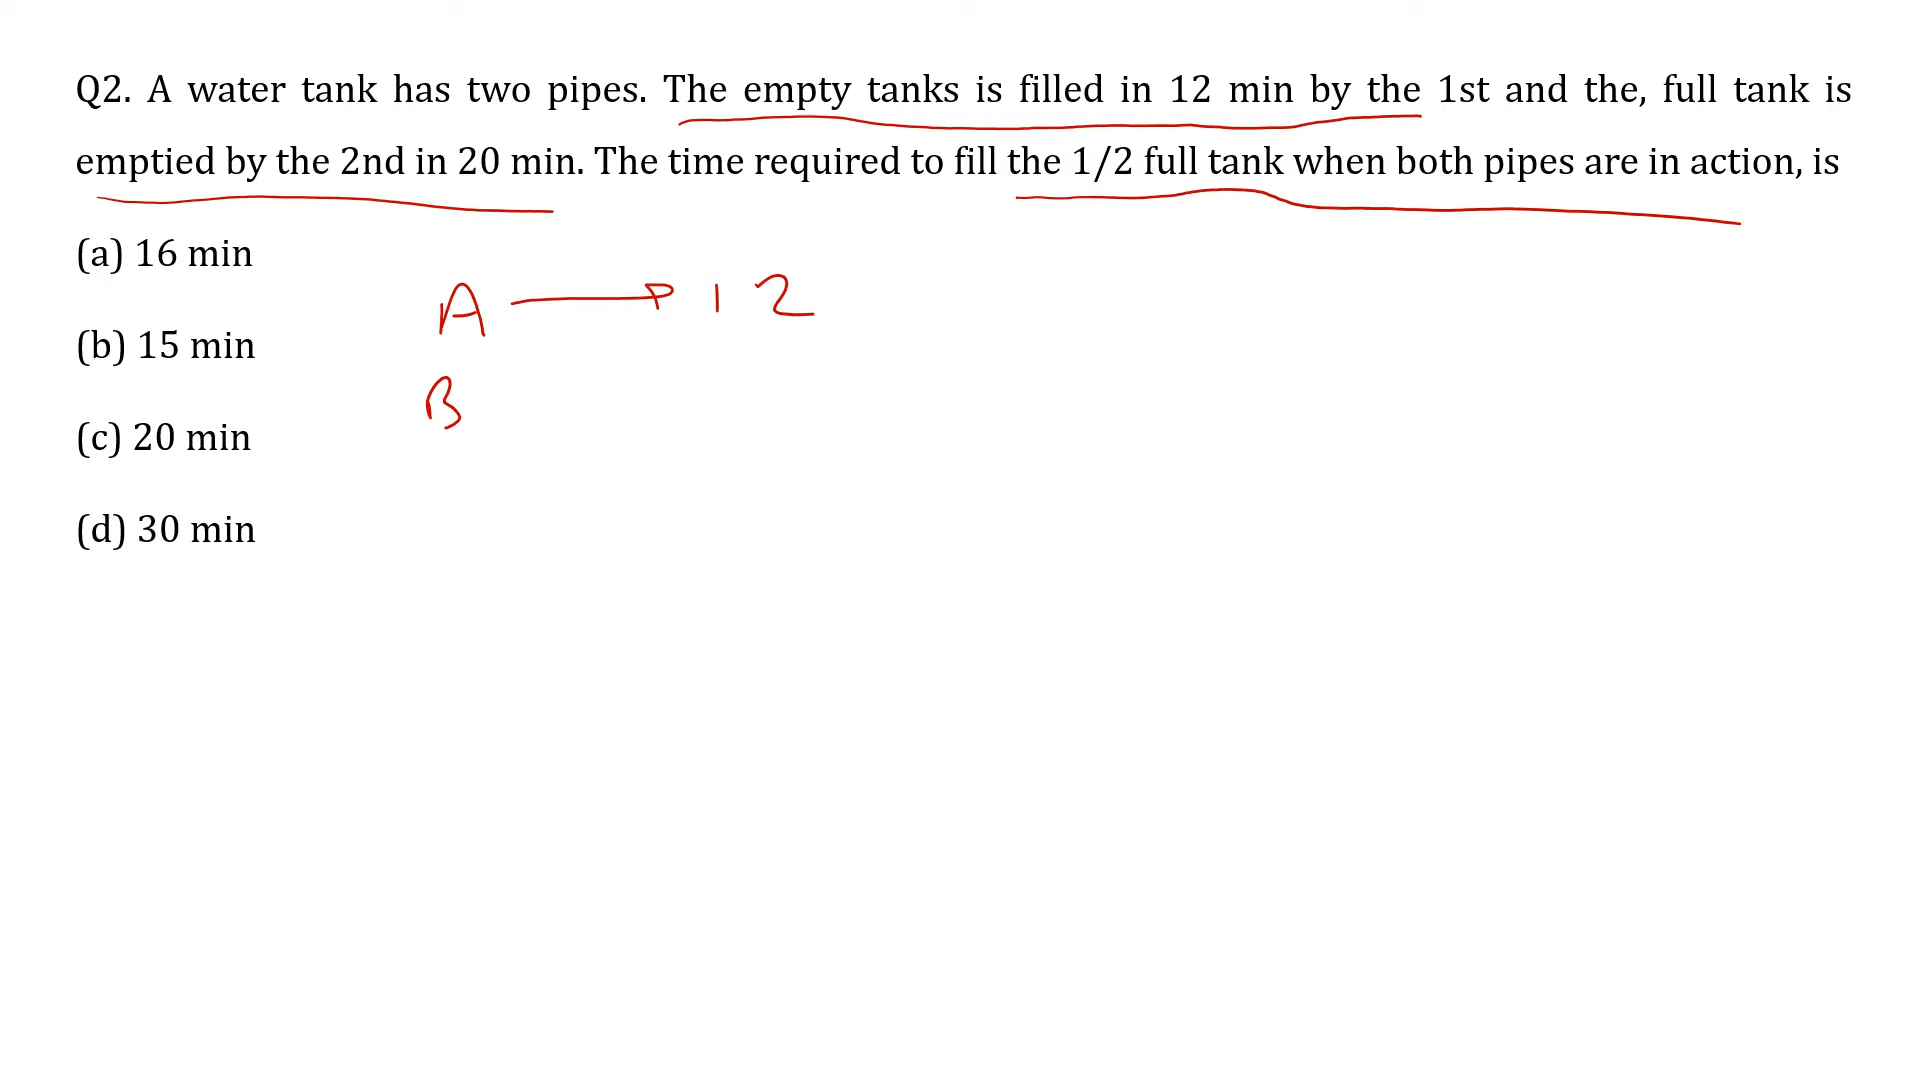 Q2. A water tank has two pipes. The empty tanks is filled in 12 min by the 1st and the, full tank is
emptied by the 2nd in 20 min. The time required to fill the 1/2 full tank when both pipes are in action, is
(a) 16 min
A → 12
(b) 15 min
B
(c) 20 min
(d) 30 min